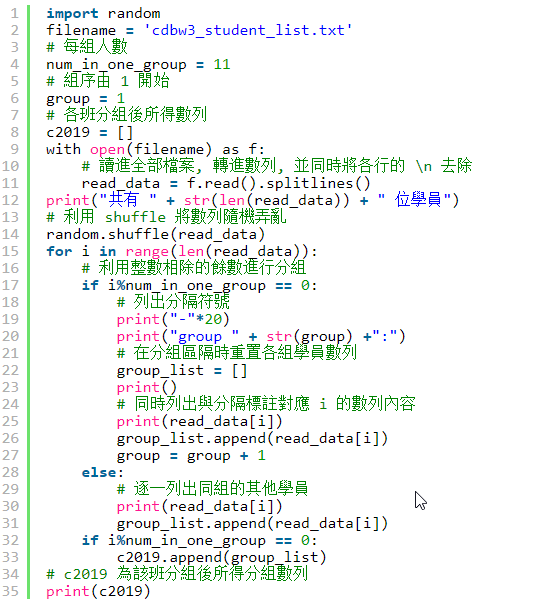 1 import random
2 filename = 'cdbw3_student_list.txt'
3 # 每組人數
4 num_in_one_group = 11
5 # 組序由 1 開始
6 group = 1
7 # 各班分組後所得數列
8 c2019 = []
9 with open(filename) as f:
10     # 讀進全部檔案, 轉進數列, 並同時將各行的 \n 去除
11     read_data = f.read().splitlines()
12 print("共有 " + str(len(read_data)) + " 位學員")
13 # 利用 shuffle 將數列隨機弄亂
14 random.shuffle(read_data)
15 for i in range(len(read_data)):
16     # 利用整數相除的餘數進行分組
17     if i%num_in_one_group == 0:
18         # 列出分隔符號
19         print("-"*20)
20         print("group " + str(group) +":")
21         # 在分組區隔時重置各組學員數列
22         group_list = []
23         print()
24         # 同時列出與分隔標註對應 i 的數列內容
25         print(read_data[i])
26         group_list.append(read_data[i])
27         group = group + 1
28     else:
29         # 逐一列出同組的其他學員
30         print(read_data[i])
31         group_list.append(read_data[i])
32     if i%num_in_one_group == 0:
33         c2019.append(group_list)
34 # c2019 為該班分組後所得分組數列
35 print(c2019)